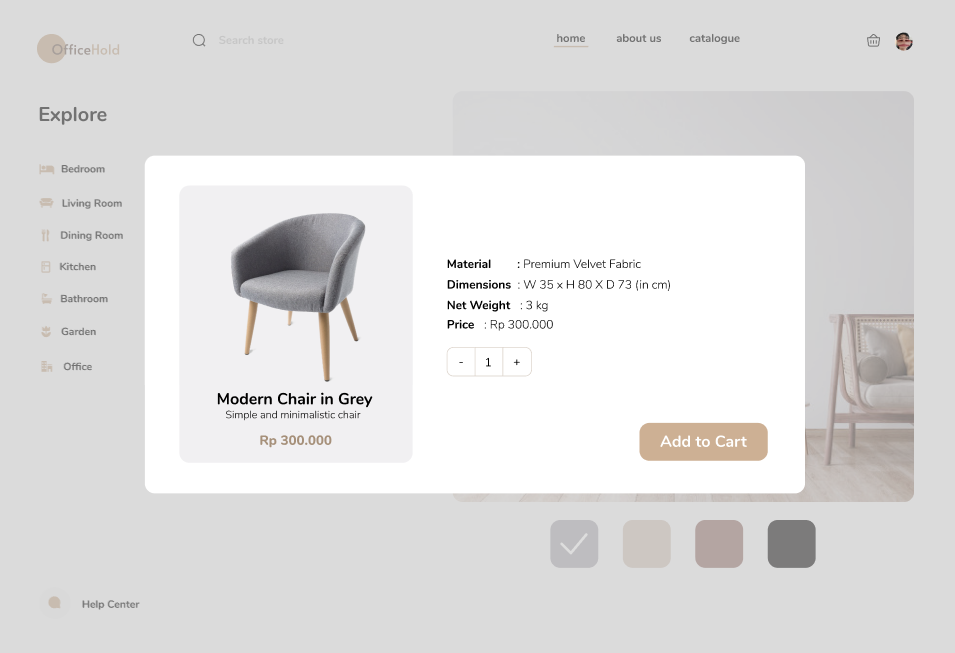 OfficeHold
Search store
home
about us
catalogue
Explore
Bedroom
Living Room
Dining Room
Kitchen
Bathroom
Garden
Office
Modern Chair in Grey
Simple and minimalistic chair
Rp 300.000
Material : Premium Velvet Fabric
Dimensions : W 35 x H 80 X D 73 (in cm)
Net Weight : 3 kg
Price : Rp 300.000
- 1 +
Add to Cart
Help Center